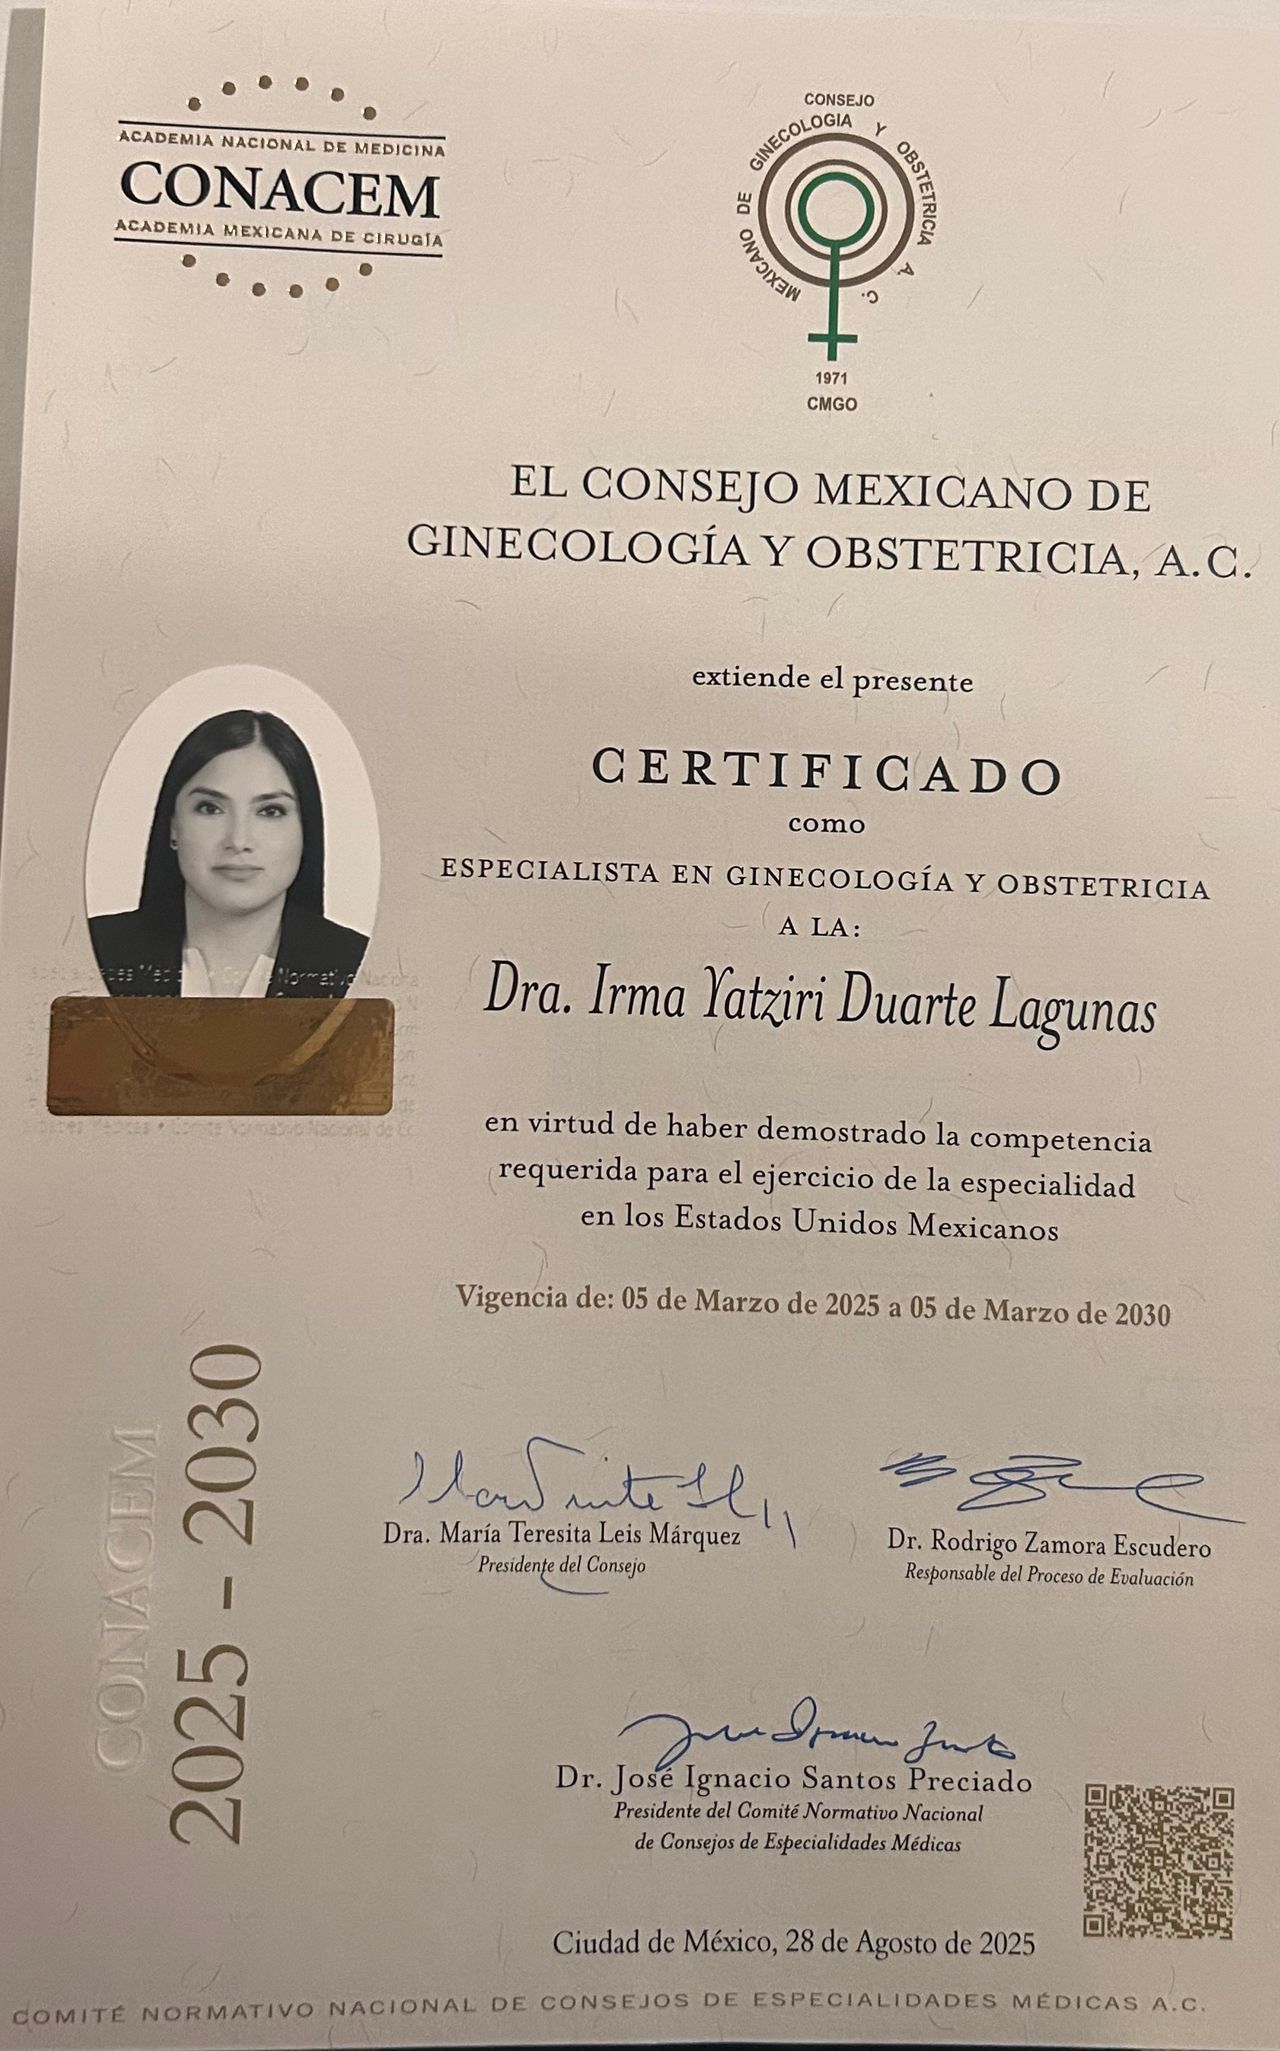 ACADEMIA NACIONAL DE MEDICINA
CONACEM
ACADEMIA MEXICANA DE CIRUGÍA
CONSEJO
MEXICANO DE GINECOLOGIA Y OBSTETRICIA A. C.
1971
CMGO
EL CONSEJO MEXICANO DE
GINECOLOGÍA Y OBSTETRICIA, A.C.
extiende el presente
CERTIFICADO
como
ESPECIALISTA EN GINECOLOGÍA Y OBSTETRICIA
A LA:
Dra. Irma Yatziri Duarte Lagunas
en virtud de haber demostrado la competencia
requerida para el ejercicio de la especialidad
en los Estados Unidos Mexicanos
Vigencia de: 05 de Marzo de 2025 a 05 de Marzo de 2030
CONACEM
2025 - 2030
Dra. María Teresita Leis Márquez
Presidente del Consejo
Dr. Rodrigo Zamora Escudero
Responsable del Proceso de Evaluación
Dr. José Ignacio Santos Preciado
Presidente del Comité Normativo Nacional
de Consejos de Especialidades Médicas
Ciudad de México, 28 de Agosto de 2025
COMITÉ NORMATIVO NACIONAL DE CONSEJOS DE ESPECIALIDADES MÉDICAS A.C.